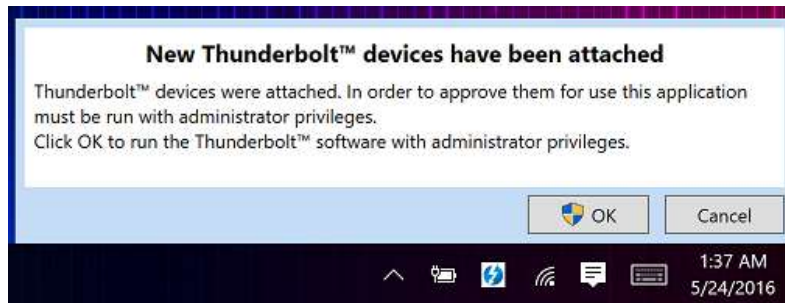 New Thunderbolt™ devices have been attached
Thunderbolt™ devices were attached. In order to approve them for use this application
must be run with administrator privileges.
Click OK to run the Thunderbolt™ software with administrator privileges.
OK
Cancel
1:37 AM
5/24/2016